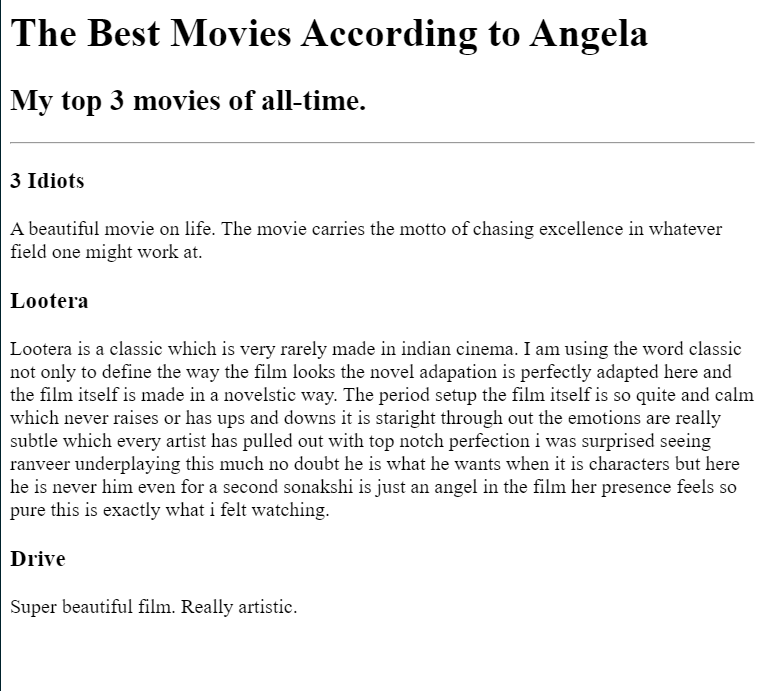 The Best Movies According to Angela
My top 3 movies of all-time.
3 Idiots
A beautiful movie on life. The movie carries the motto of chasing excellence in whatever
field one might work at.
Lootera
Lootera is a classic which is very rarely made in indian cinema. I am using the word classic
not only to define the way the film looks the novel adapation is perfectly adapted here and
the film itself is made in a novelstic way. The period setup the film itself is so quite and calm
which never raises or has ups and downs it is staright through out the emotions are really
subtle which every artist has pulled out with top notch perfection i was surprised seeing
ranveer underplaying this much no doubt he is what he wants when it is characters but here
he is never him even for a second sonakshi is just an angel in the film her presence feels so
pure this is exactly what i felt watching.
Drive
Super beautiful film. Really artistic.